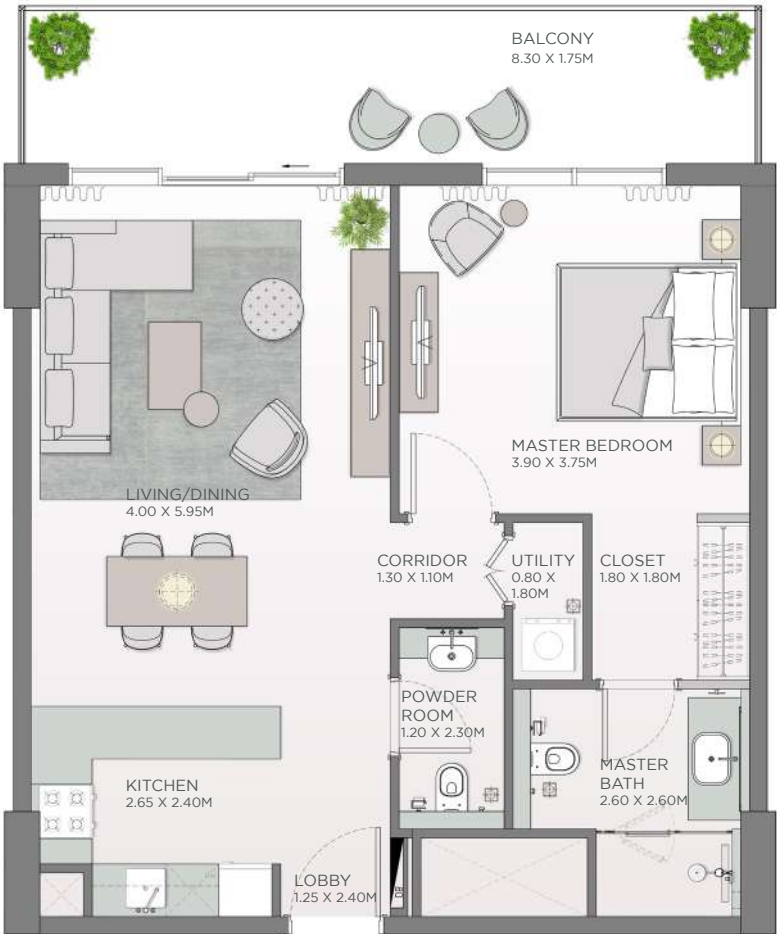 BALCONY
8.30 X 1.75M
MASTER BEDROOM
3.90 X 3.75M
LIVING/DINING
4.00 X 5.95M
CORRIDOR
1.30 X 1.10M
UTILITY
0.80 X
1.80M
CLOSET
1.80 X 1.80M
POWDER
ROOM
1.20 X 2.30M
KITCHEN
2.65 X 2.40M
MASTER
BATH
2.60 X 2.60M
LOBBY
1.25 X 2.40M
DB